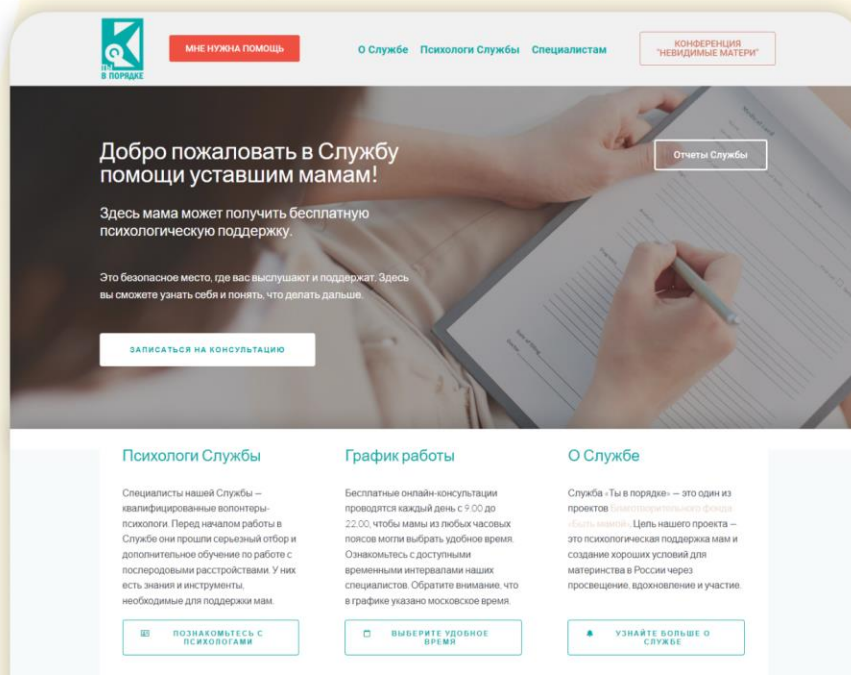 ТЫ
В ПОРЯДКЕ
МНЕ НУЖНА ПОМОЩЬ
О Службе Психологи Службы Специалистам
КОНФЕРЕНЦИЯ
"НЕВИДИМЫЕ МАТЕРИ"
Добро пожаловать в Службу
помощи уставшим мамам!
Отчеты Службы
Здесь мама может получить бесплатную
психологическую поддержку.
Это безопасное место, где вас выслушают и поддержат. Здесь
вы сможете узнать себя и понять, что делать дальше.
ЗАПИСАТЬСЯ НА КОНСУЛЬТАЦИЮ
Психологи Службы
Специалисты нашей Службы —
квалифицированные волонтеры-
психологи. Перед началом работы в
Службе они прошли серьезный отбор и
дополнительное обучение по работе с
послеродовыми расстройствами. У них
есть знания и инструменты,
необходимые для поддержки мам.
ПОЗНАКОМЬТЕСЬ С
ПСИХОЛОГАМИ
График работы
Бесплатные онлайн-консультации
проводятся каждый день с 9.00 до
22.00, чтобы мамы из любых часовых
поясов могли выбрать удобное время.
Ознакомьтесь с доступными
временными интервалами наших
специалистов. Обратите внимание, что
в графике указано московское время.
ВЫБЕРИТЕ УДОБНОЕ
ВРЕМЯ
О Службе
Служба «Ты в порядке» — это один из
проектов Благотворительного фонда
«Быть мамой». Цель нашего проекта —
это психологическая поддержка мам и
создание хороших условий для
материнства в России через
просвещение, вдохновление и участие.
УЗНАЙТЕ БОЛЬШЕ О
СЛУЖБЕ